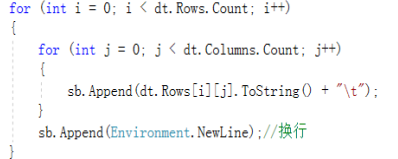 for (int i = 0; i < dt.Rows.Count; i++)
{
    for (int j = 0; j < dt.Columns.Count; j++)
    {
        sb.Append(dt.Rows[i][j].ToString() + "\t");
    }
    sb.Append(Environment.NewLine);//换行
}